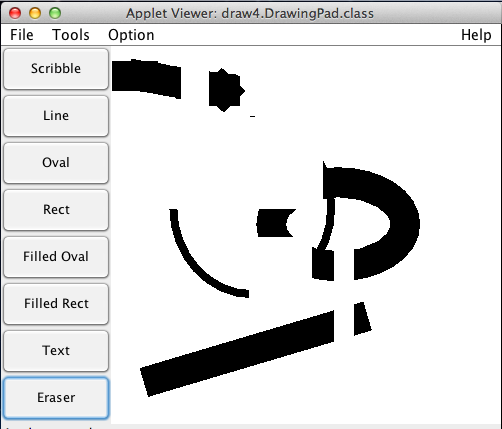 Applet Viewer: draw4.DrawingPad.class
File Tools Option Help
Scribble
Line
Oval
Rect
Filled Oval
Filled Rect
Text
Eraser